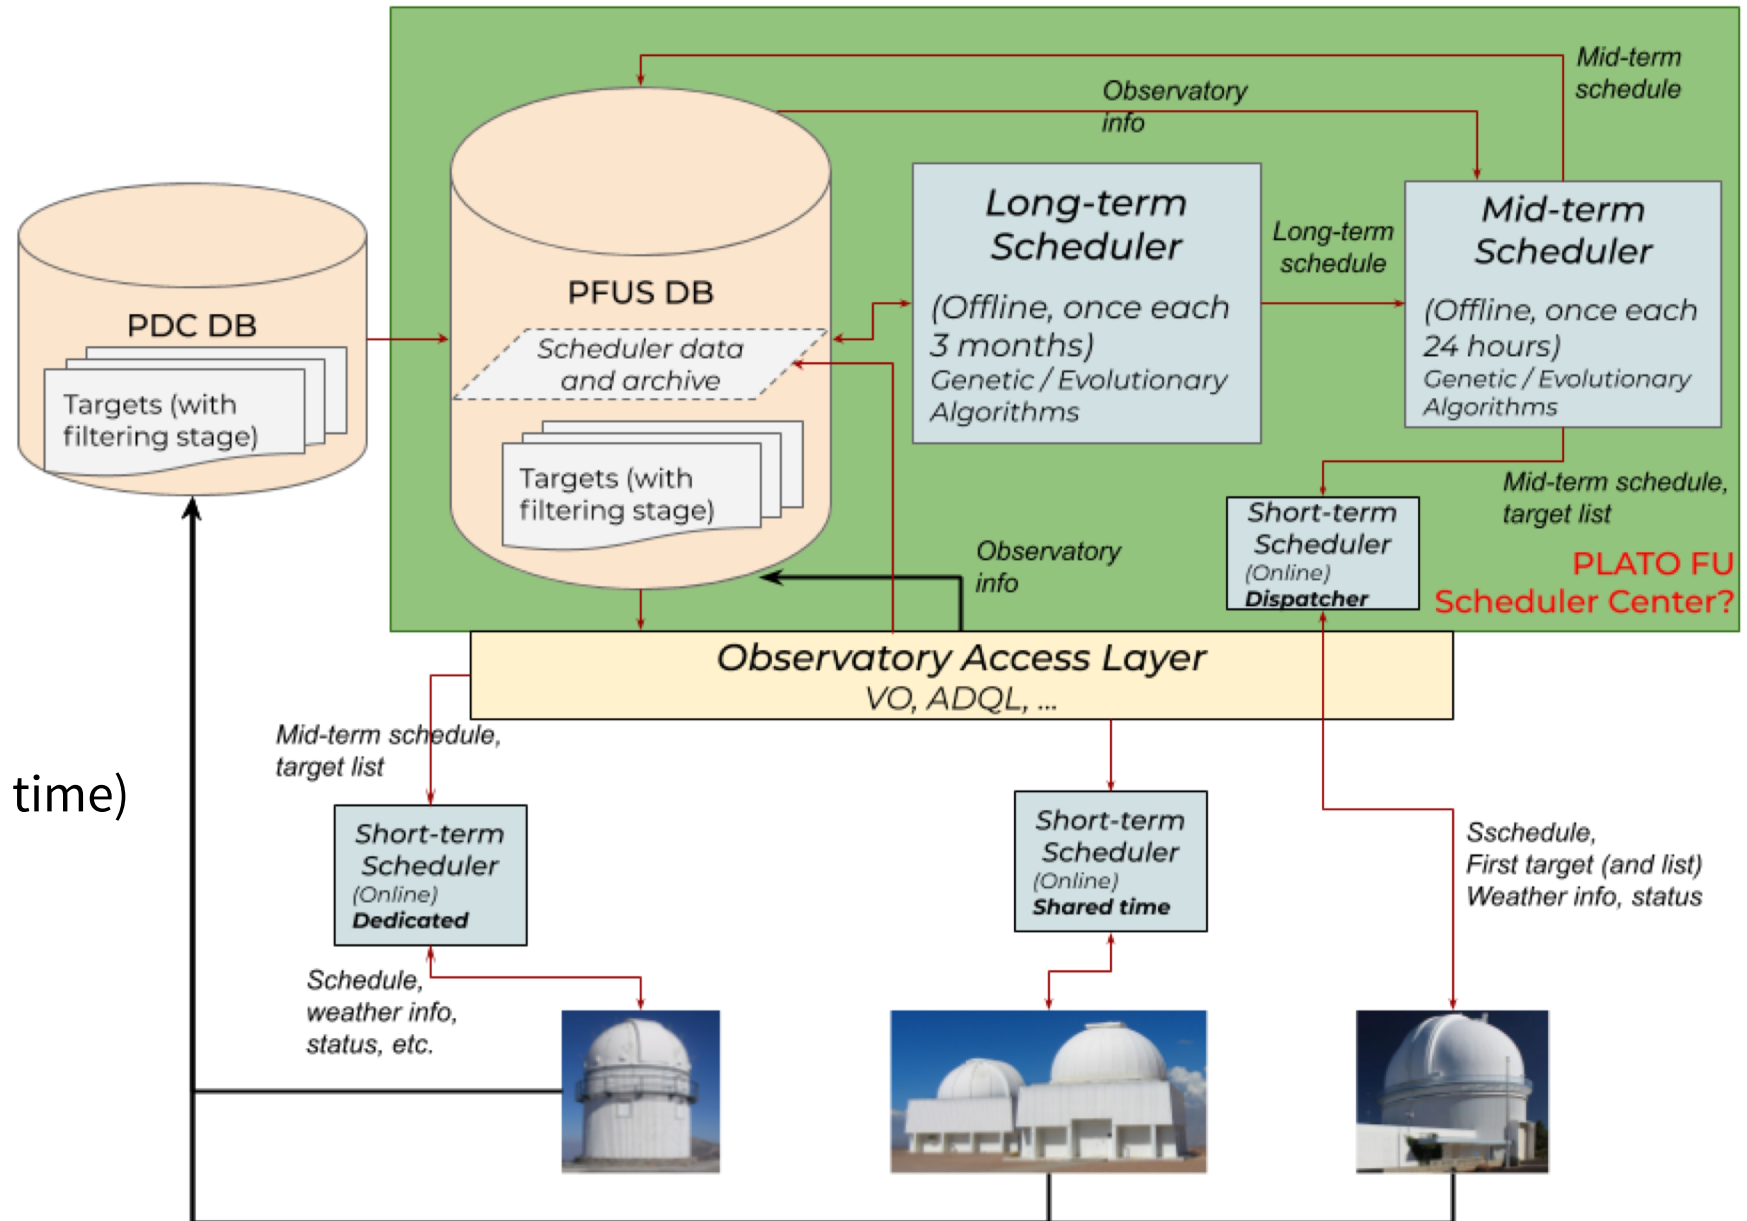 Mid-term
schedule
Observatory
info
Long-term
Scheduler
(Offline, once each
3 months)
Genetic / Evolutionary
Algorithms
Long-term
schedule
Mid-term
Scheduler
(Offline, once each
24 hours)
Genetic / Evolutionary
Algorithms
PFUS DB
Scheduler data
and archive
Targets (with
filtering stage)
PDC DB
Targets (with
filtering stage)
Mid-term schedule,
target list
Short-term
Scheduler
(Online)
Dispatcher
Observatory
info
PLATO FU
Scheduler Center?
Observatory Access Layer
VO, ADQL, ...
Mid-term schedule,
target list
time)
Short-term
Scheduler
(Online)
Dedicated
Short-term
Scheduler
(Online)
Shared time
Sschedule,
First target (and list)
Weather info, status
Schedule,
weather info,
status, etc.